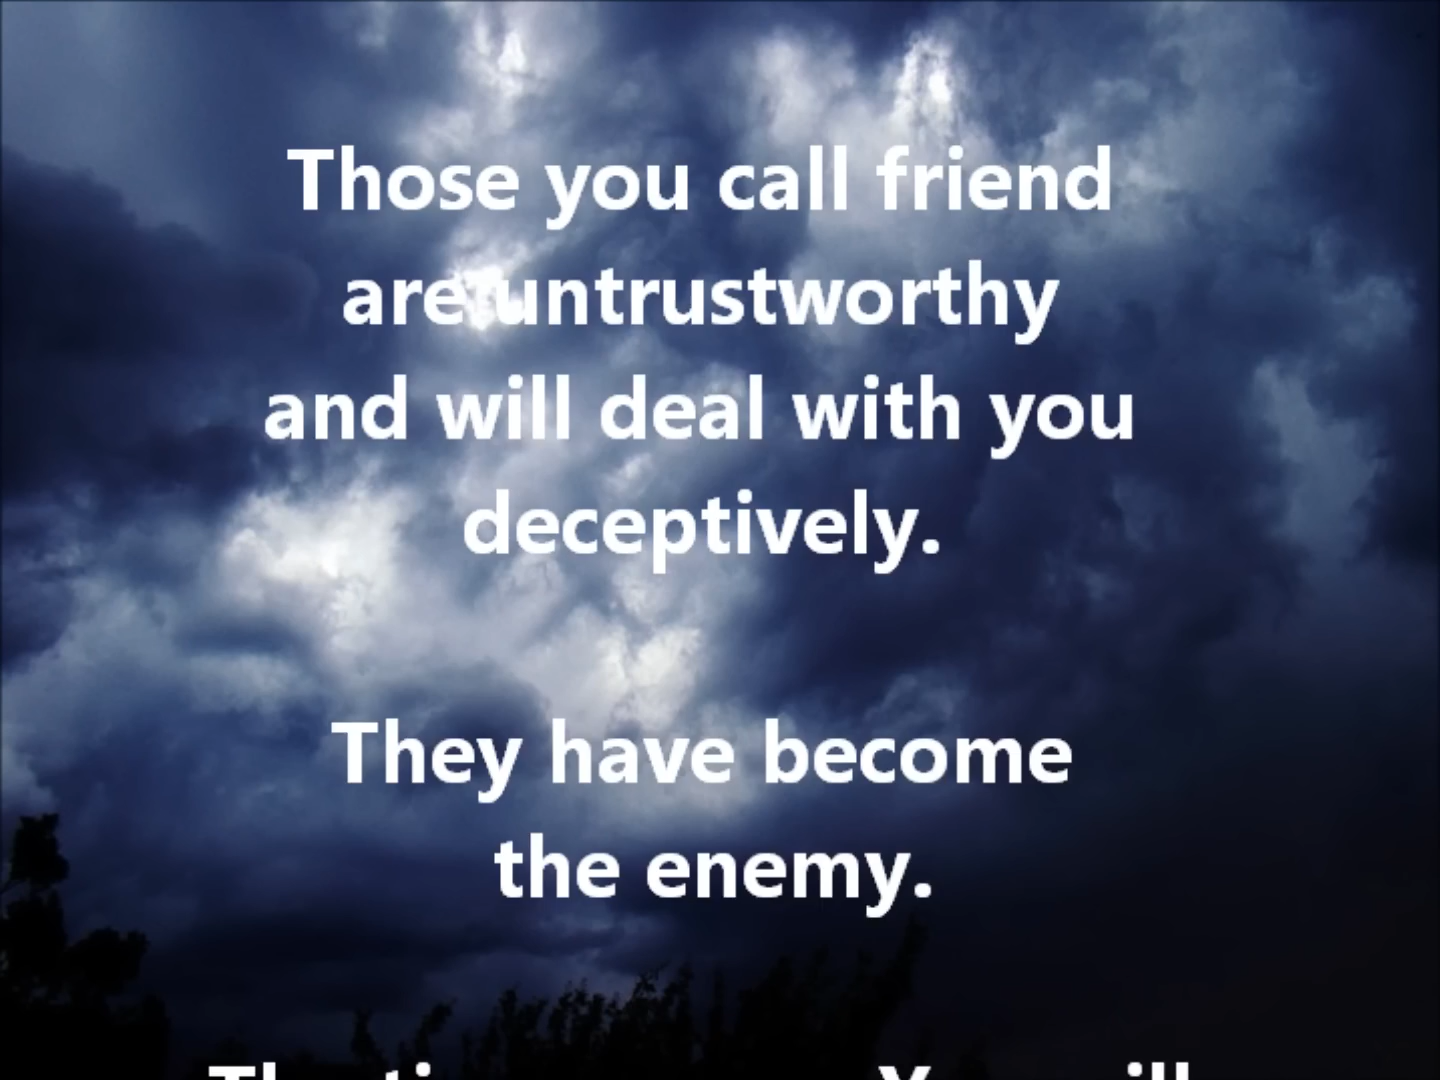 Those you call friend
are untrustworthy
and will deal with you
deceptively.
They have become
the enemy.